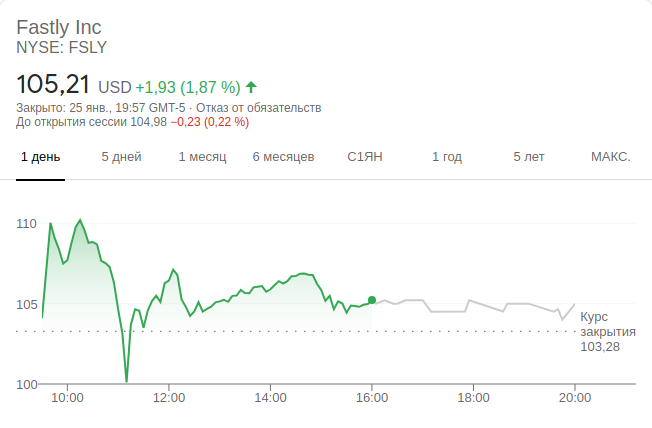 Fastly Inc
NYSE: FSLY
105,21 USD +1,93 (1,87 %)
Закрыто: 25 янв., 19:57 GMT-5 · Отказ от обязательств
До открытия сессии 104,98 −0,23 (0,22 %)
1 день 5 дней 1 месяц 6 месяцев С1ЯН 1 год 5 лет МАКС.
110
105
Курс
закрытия
103,28
100
10:00 12:00 14:00 16:00 18:00 20:00